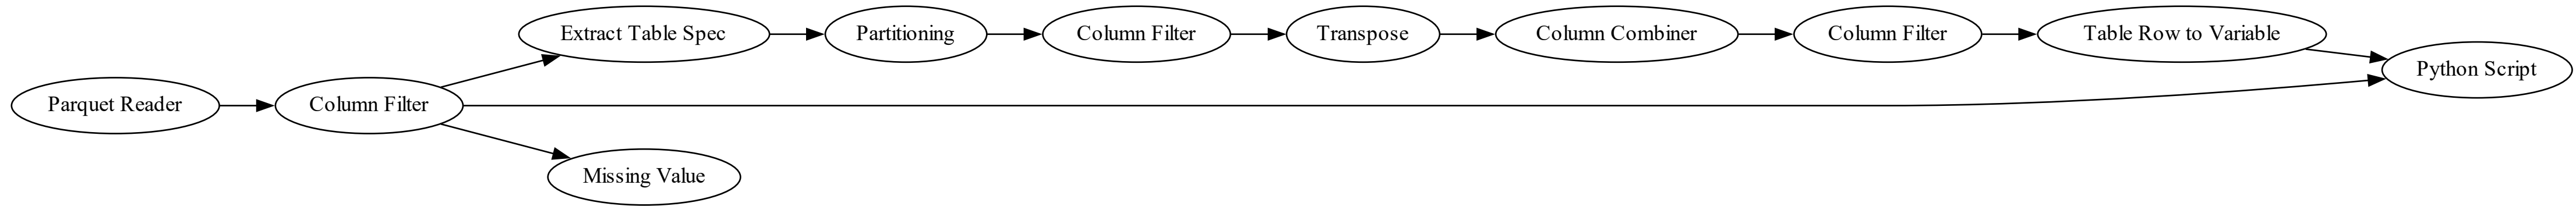 Parquet Reader
Column Filter
Extract Table Spec
Partitioning
Column Filter
Transpose
Column Combiner
Column Filter
Table Row to Variable
Python Script
Missing Value